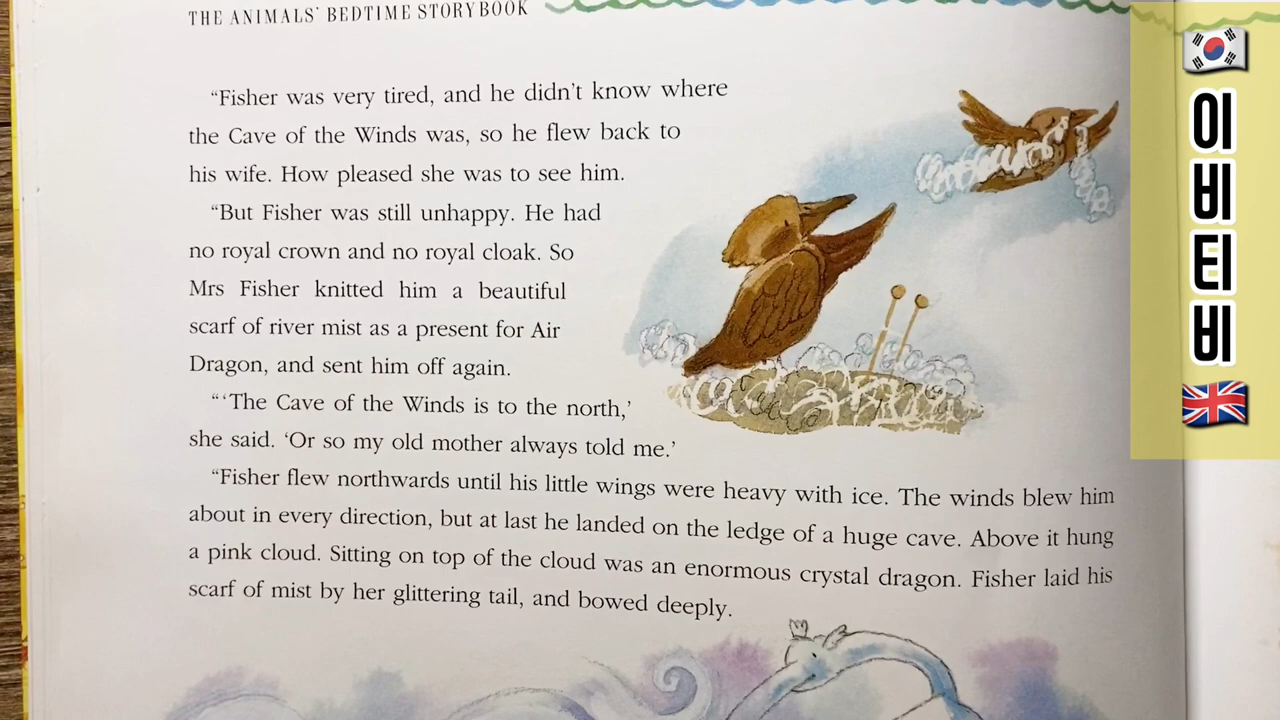 THE ANIMALS' BEDTIME STORYBOOK
“Fisher was very tired, and he didn't know where
the Cave of the Winds was, so he flew back to
his wife. How pleased she was to see him.
“But Fisher was still unhappy. He had
no royal crown and no royal cloak. So
Mrs Fisher knitted him a beautiful
scarf of river mist as a present for Air
Dragon, and sent him off again.
“‘The Cave of the Winds is to the north,’
she said. ‘Or so my old mother always told me.’
“Fisher flew northwards until his little wings were heavy with ice. The winds blew him
about in every direction, but at last he landed on the ledge of a huge cave. Above it hung
a pink cloud. Sitting on top of the cloud was an enormous crystal dragon. Fisher laid his
scarf of mist by her glittering tail, and bowed deeply.
이비티비